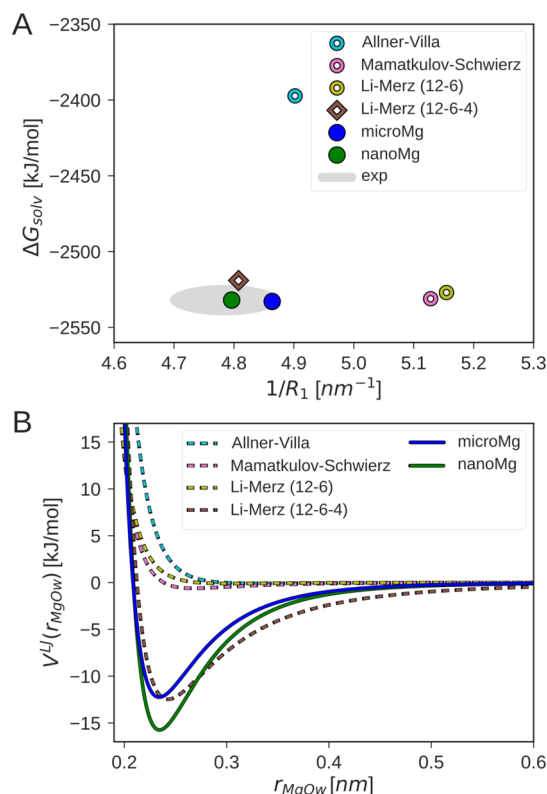 A
−2350
−2400
−2450
−2500
−2550
ΔG_solv [kJ/mol]
Allner-Villa
Mamatkulov-Schwierz
Li-Merz (12-6)
Li-Merz (12-6-4)
microMg
nanoMg
exp
4.6 4.7 4.8 4.9 5.0 5.1 5.2 5.3
1/R₁ [nm⁻¹]
B
15
10
5
0
−5
−10
−15
V^LJ(r_MgOw) [kJ/mol]
Allner-Villa
Mamatkulov-Schwierz
Li-Merz (12-6)
Li-Merz (12-6-4)
microMg
nanoMg
0.2 0.3 0.4 0.5 0.6
r_MgOw [nm]